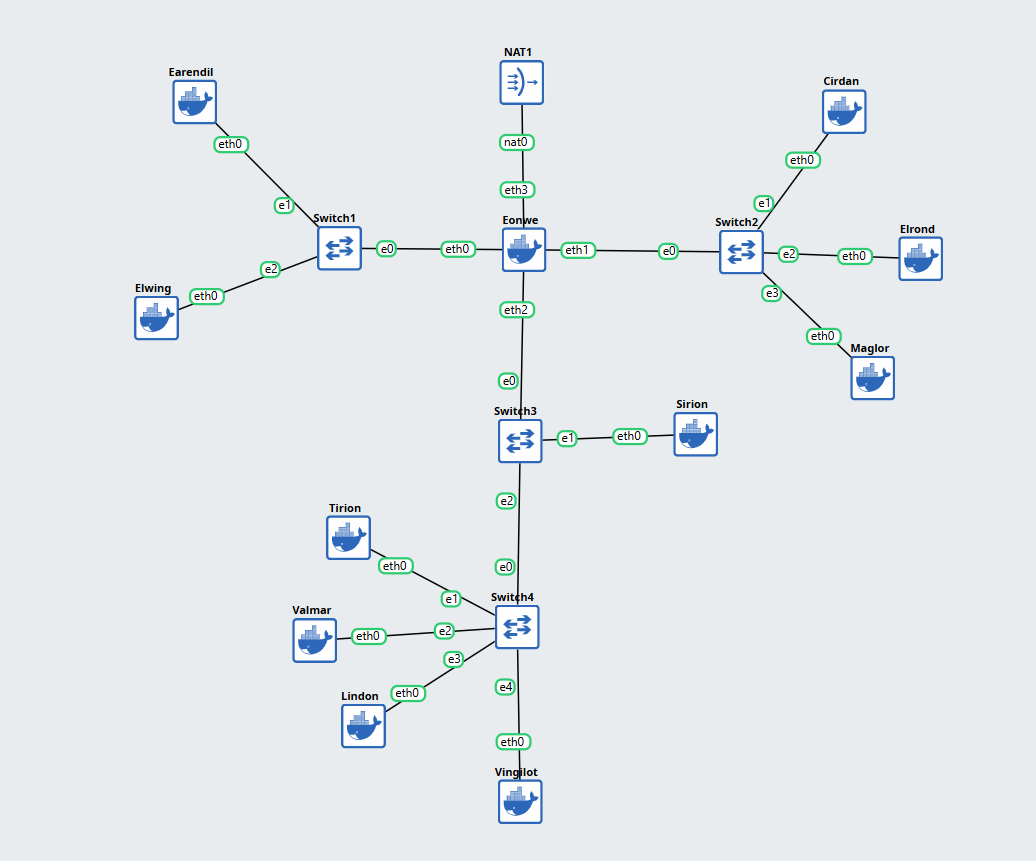 NAT1
Earendil
Cirdan
eth0
nat0
eth0
eth3
e1
e1
Switch1
Eonwe
Switch2
Elrond
e0
eth0
eth1
e0
e2
eth0
e2
Elwing
eth0
e3
eth2
eth0
Maglor
e0
Switch3
Sirion
e1
eth0
e2
Tirion
eth0
e0
e1
Switch4
Valmar
eth0
e2
e3
Lindon
eth0
e4
eth0
Vingilot